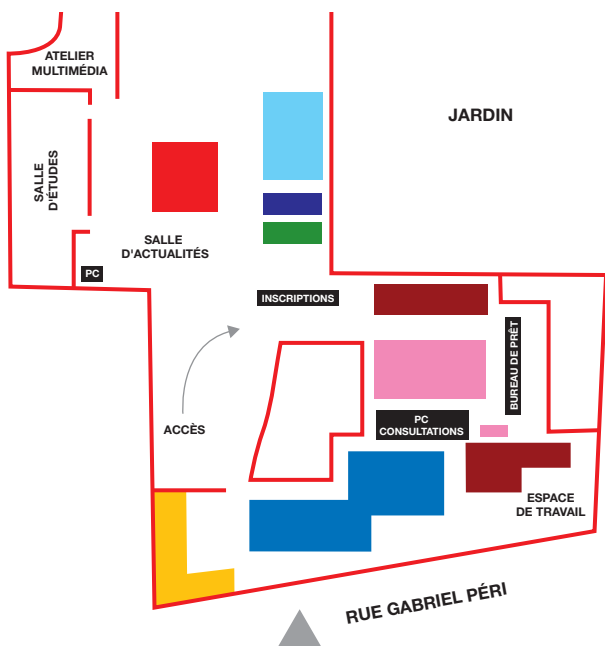 ATELIER
MULTIMÉDIA
JARDIN
SALLE
D'ÉTUDES
SALLE
D'ACTUALITÉS
PC
INSCRIPTIONS
BUREAU DE PRÊT
ACCÈS
PC
CONSULTATIONS
ESPACE
DE TRAVAIL
RUE GABRIEL PÉRI